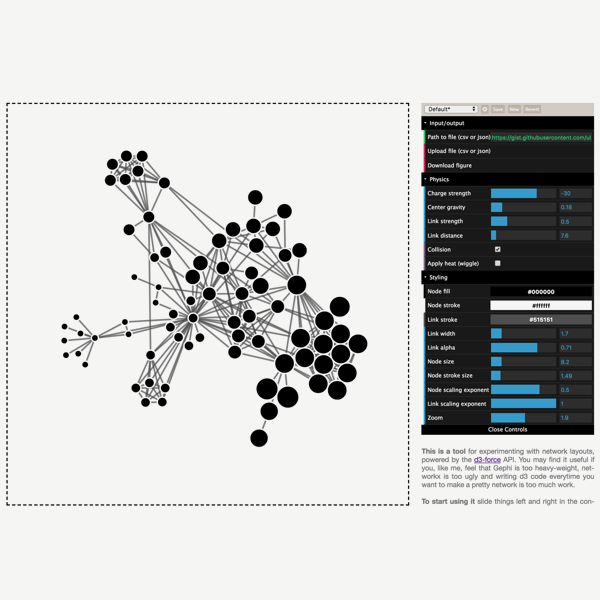 Default* Save New Revert
Input/output
Path to file (csv or json) https://gist.githubusercontent.com/ul
Upload file (csv or json)
Download figure
Physics
Charge strength -30
Center gravity 0.18
Link strength 0.5
Link distance 7.6
Collision
Apply heat (wiggle)
Styling
Node fill #000000
Node stroke #ffffff
Link stroke #515151
Link width 1.7
Link alpha 0.71
Node size 8.2
Node stroke size 1.49
Node scaling exponent 0.5
Link scaling exponent 1
Zoom 1.9
Close Controls
This is a tool for experimenting with network layouts,
powered by the d3-force API. You may find it useful if
you, like me, feel that Gephi is too heavy-weight, net-
workx is too ugly and writing d3 code everytime you
want to make a pretty network is too much work.
To start using it slide things left and right in the con-